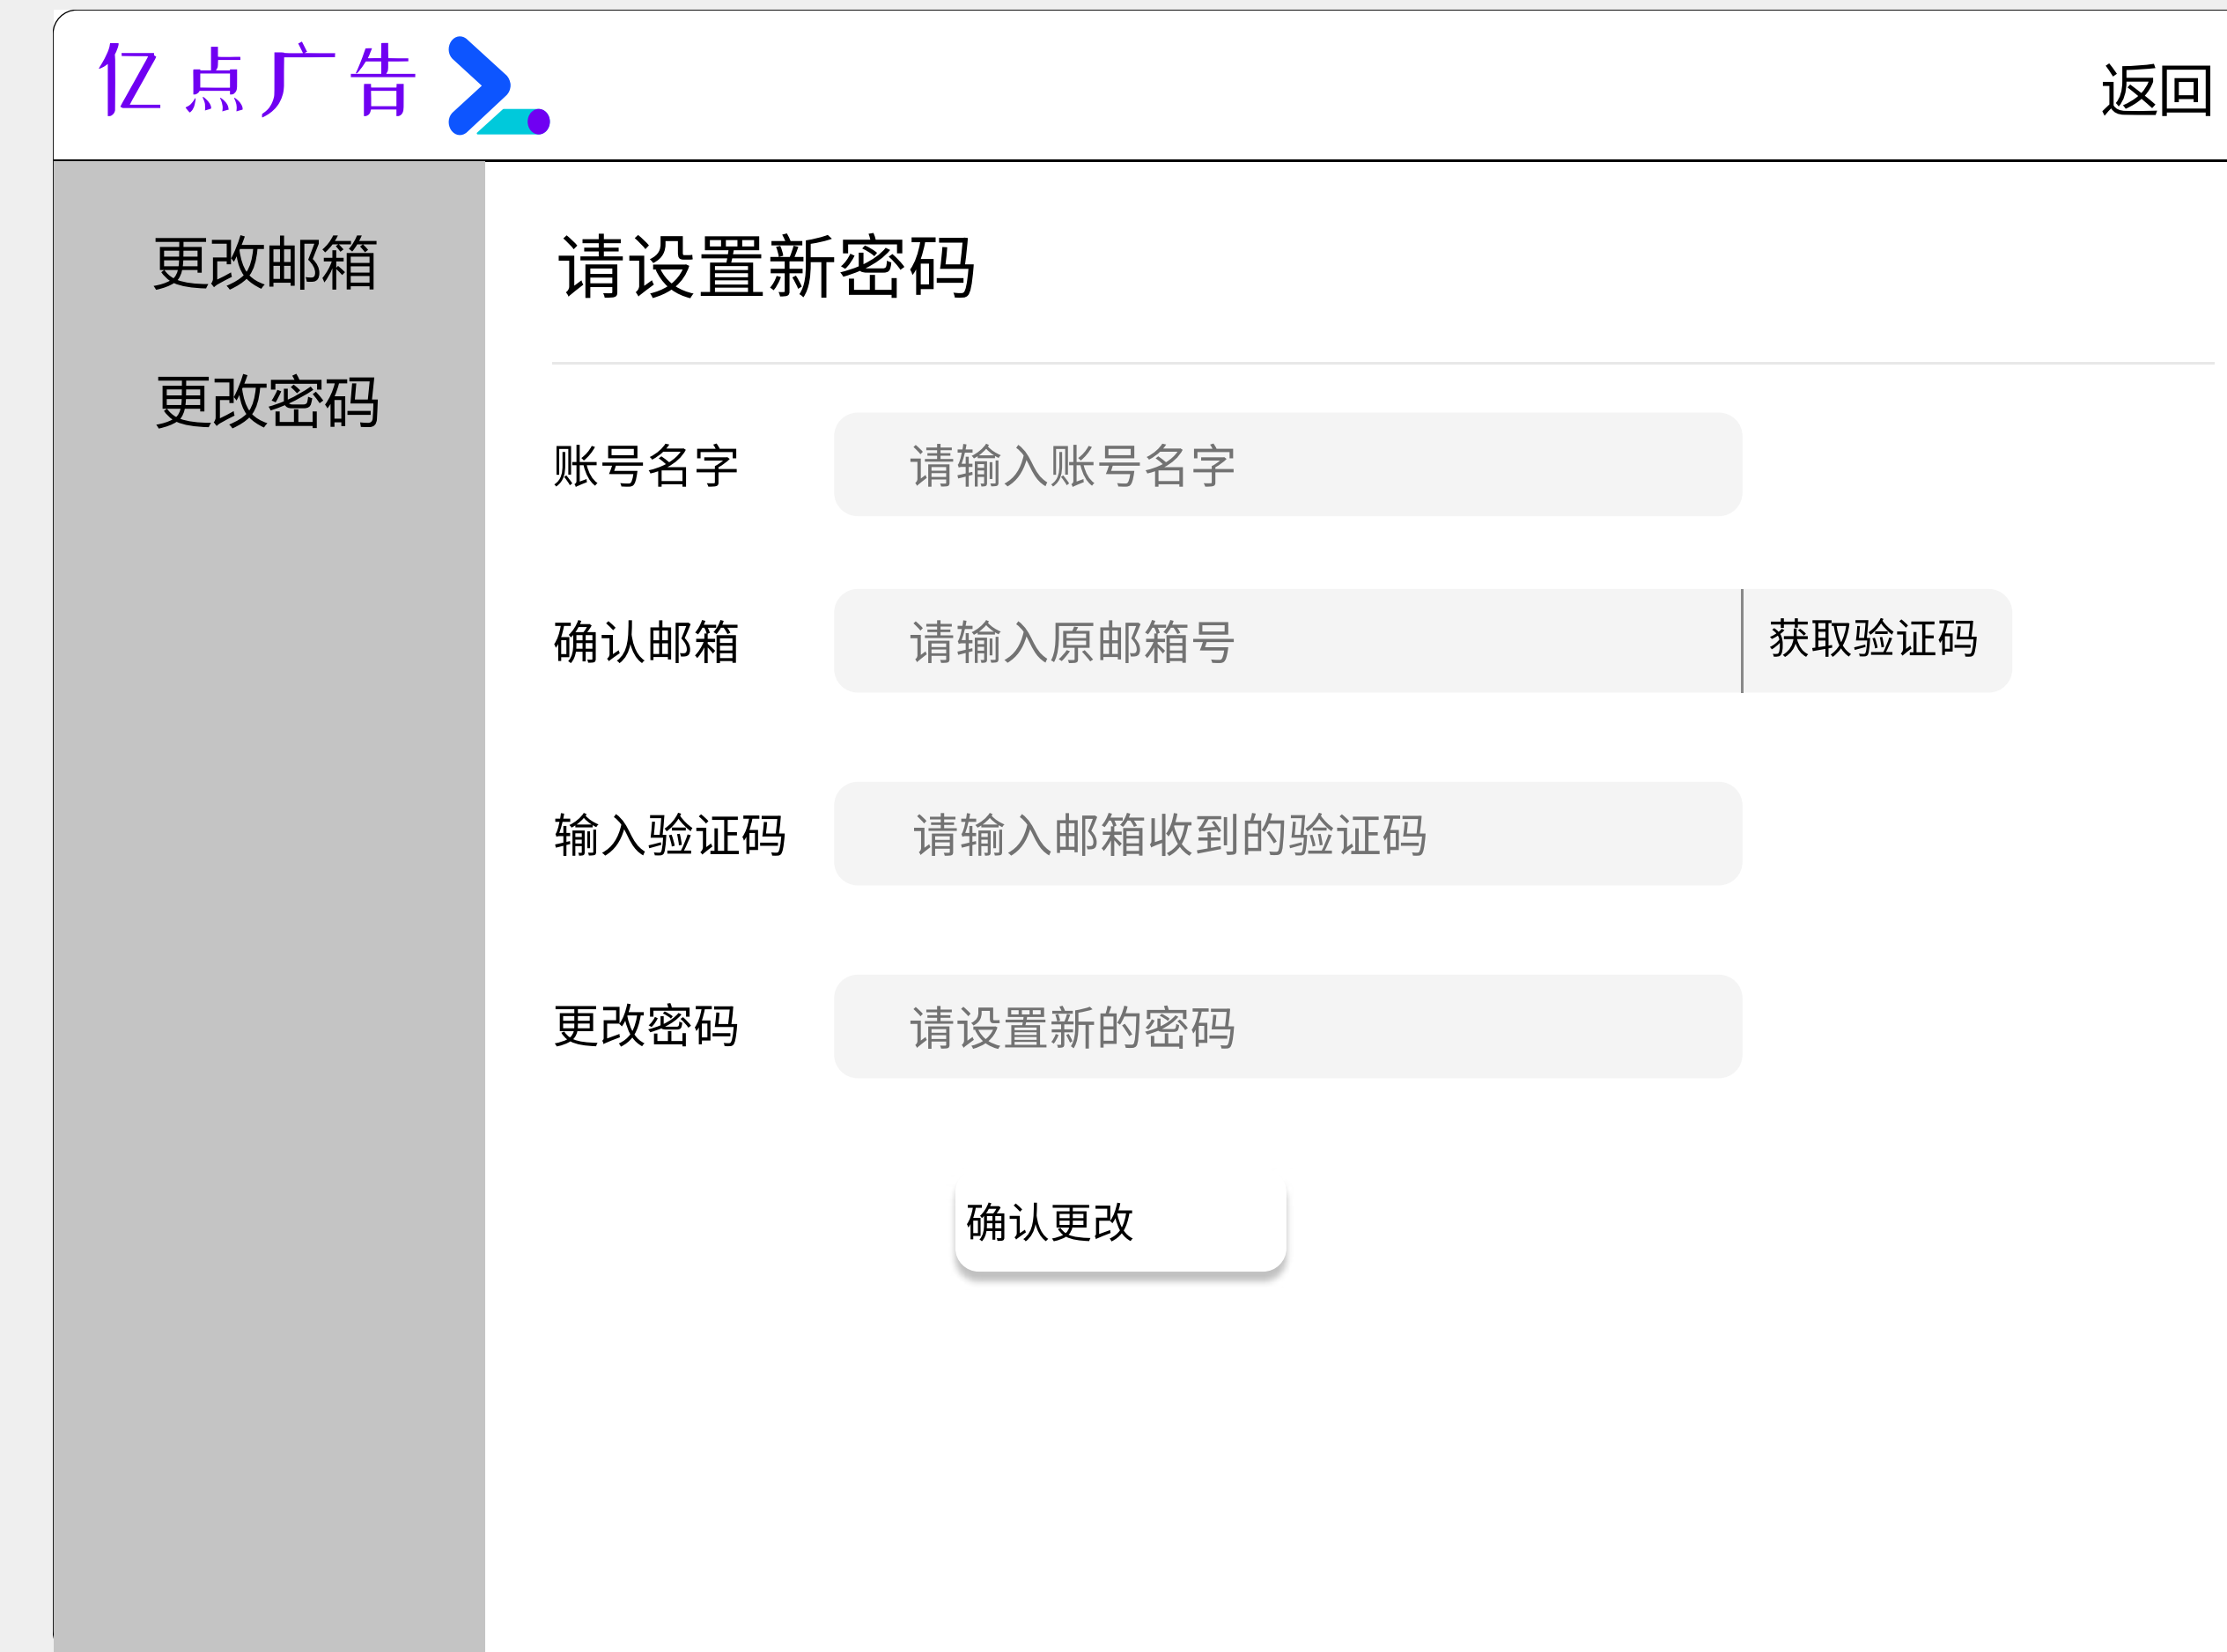 亿点广告
返回
更改邮箱
更改密码
请设置新密码
账号名字
请输入账号名字
确认邮箱
请输入原邮箱号
获取验证码
输入验证码
请输入邮箱收到的验证码
更改密码
请设置新的密码
确认更改